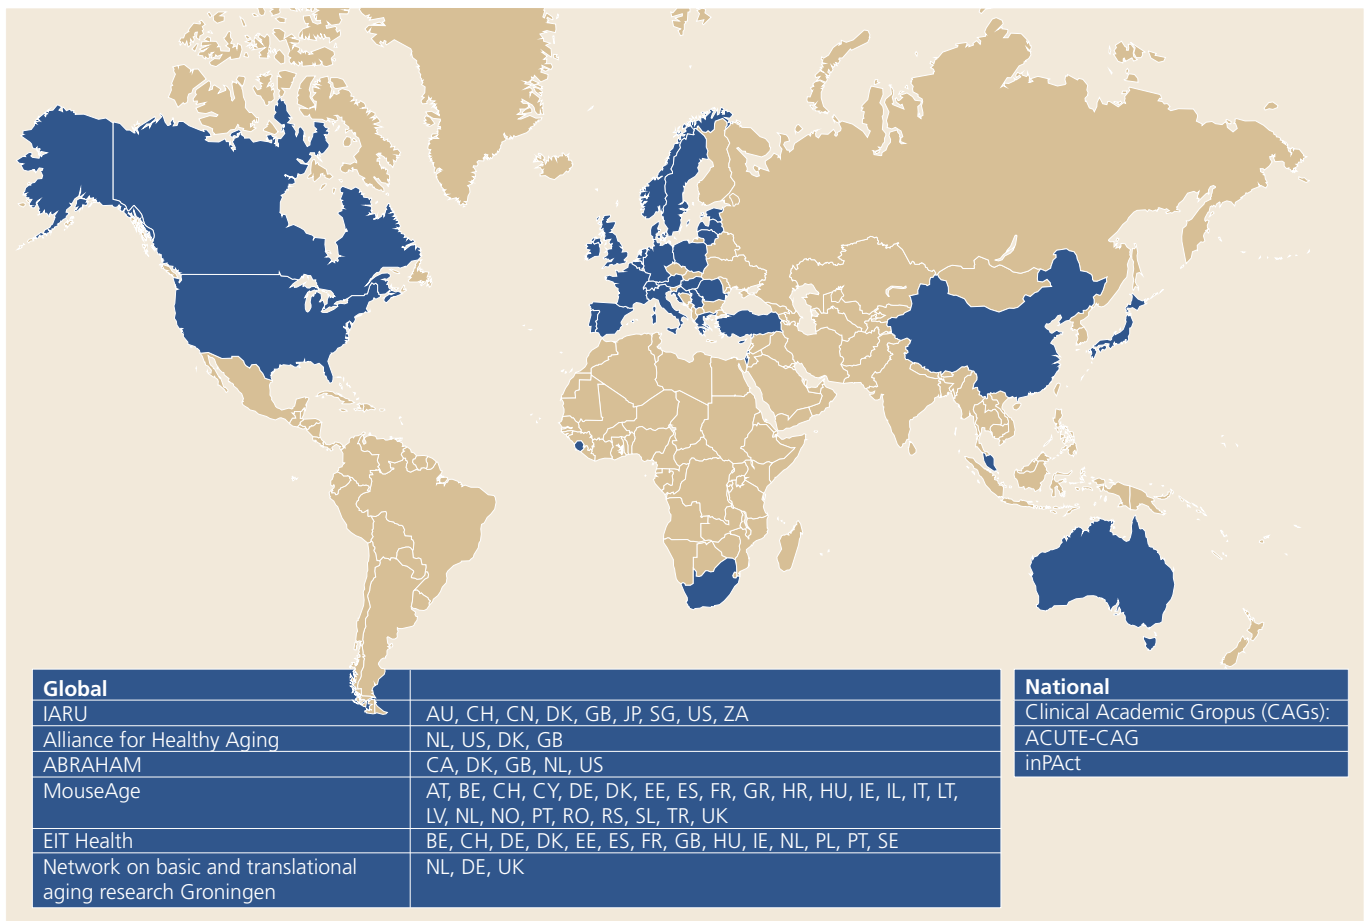 Global
IARU
AU, CH, CN, DK, GB, JP, SG, US, ZA
Alliance for Healthy Aging
NL, US, DK, GB
ABRAHAM
CA, DK, GB, NL, US
MouseAge
AT, BE, CH, CY, DE, DK, EE, ES, FR, GR, HR, HU, IE, IL, IT, LT,
LV, NL, NO, PT, RO, RS, SL, TR, UK
EIT Health
BE, CH, DE, DK, EE, ES, FR, GB, HU, IE, NL, PL, PT, SE
Network on basic and translational
aging research Groningen
NL, DE, UK
National
Clinical Academic Gropus (CAGs):
ACUTE-CAG
inPAct